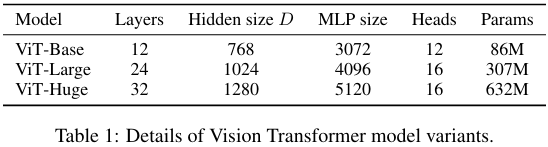 Model Layers Hidden size D MLP size Heads Params
ViT-Base 12 768 3072 12 86M
ViT-Large 24 1024 4096 16 307M
ViT-Huge 32 1280 5120 16 632M
Table 1: Details of Vision Transformer model variants.